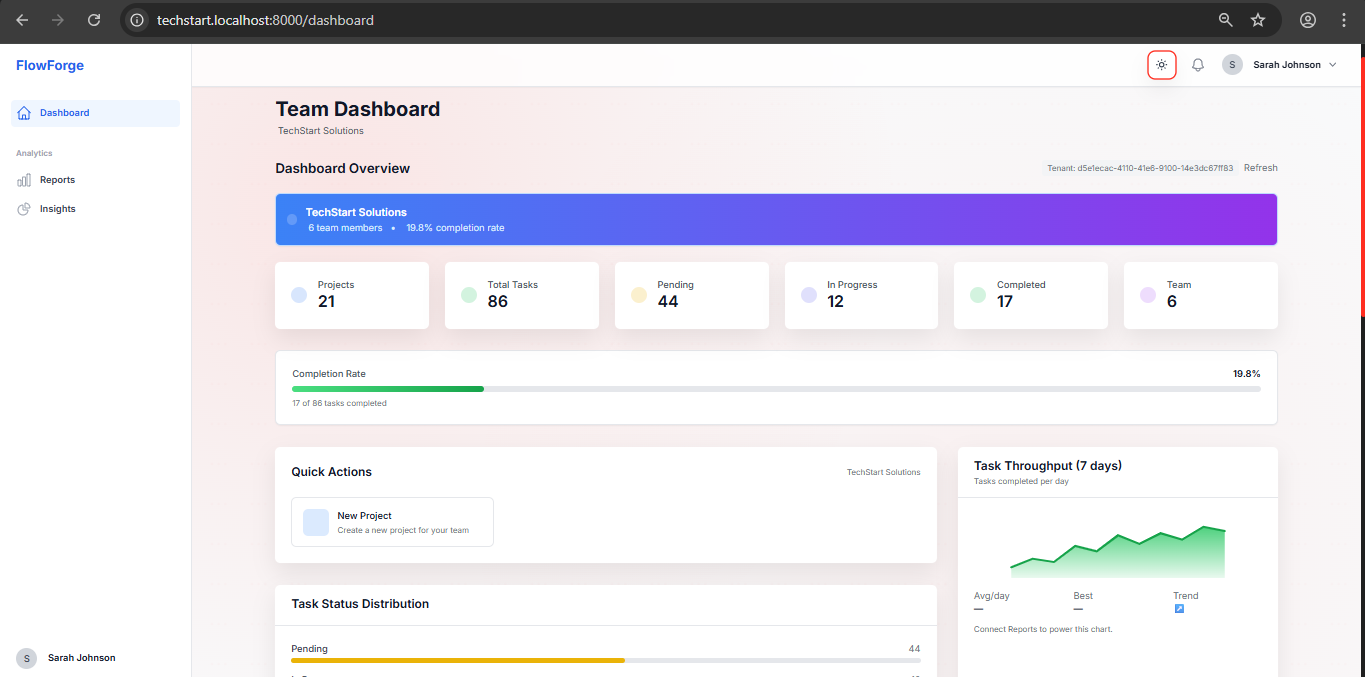 techstart.localhost:8000/dashboard
FlowForge
S Sarah Johnson
Dashboard
Analytics
Reports
Insights
Team Dashboard
TechStart Solutions
Dashboard Overview
Tenant: d5e1ecac-4110-41e6-9100-14e3dc67ff83 Refresh
TechStart Solutions
6 team members • 19.8% completion rate
Projects
21
Total Tasks
86
Pending
44
In Progress
12
Completed
17
Team
6
Completion Rate 19.8%
17 of 86 tasks completed
Quick Actions TechStart Solutions
New Project
Create a new project for your team
Task Throughput (7 days)
Tasks completed per day
Avg/day Best Trend
— —
Connect Reports to power this chart.
Task Status Distribution
Pending 44
S Sarah Johnson